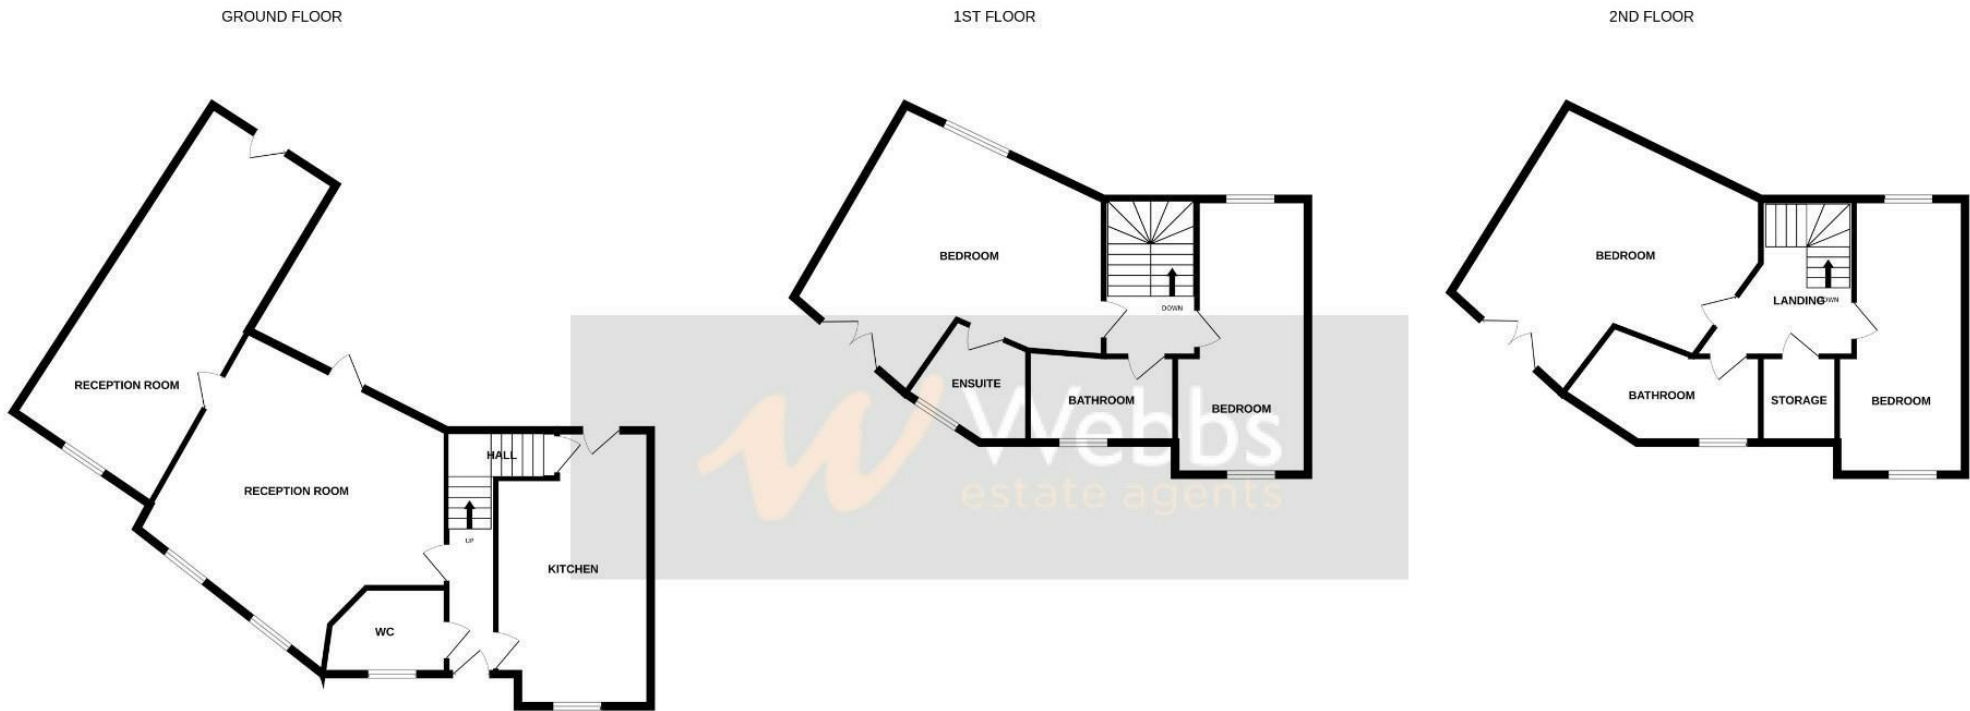 GROUND FLOOR
RECEPTION ROOM
HALL
RECEPTION ROOM
UP
KITCHEN
WC
1ST FLOOR
BEDROOM
DOWN
ENSUITE
BATHROOM
BEDROOM
Webbs
estate agents
2ND FLOOR
BEDROOM
LANDING
DOWN
BATHROOM
STORAGE
BEDROOM